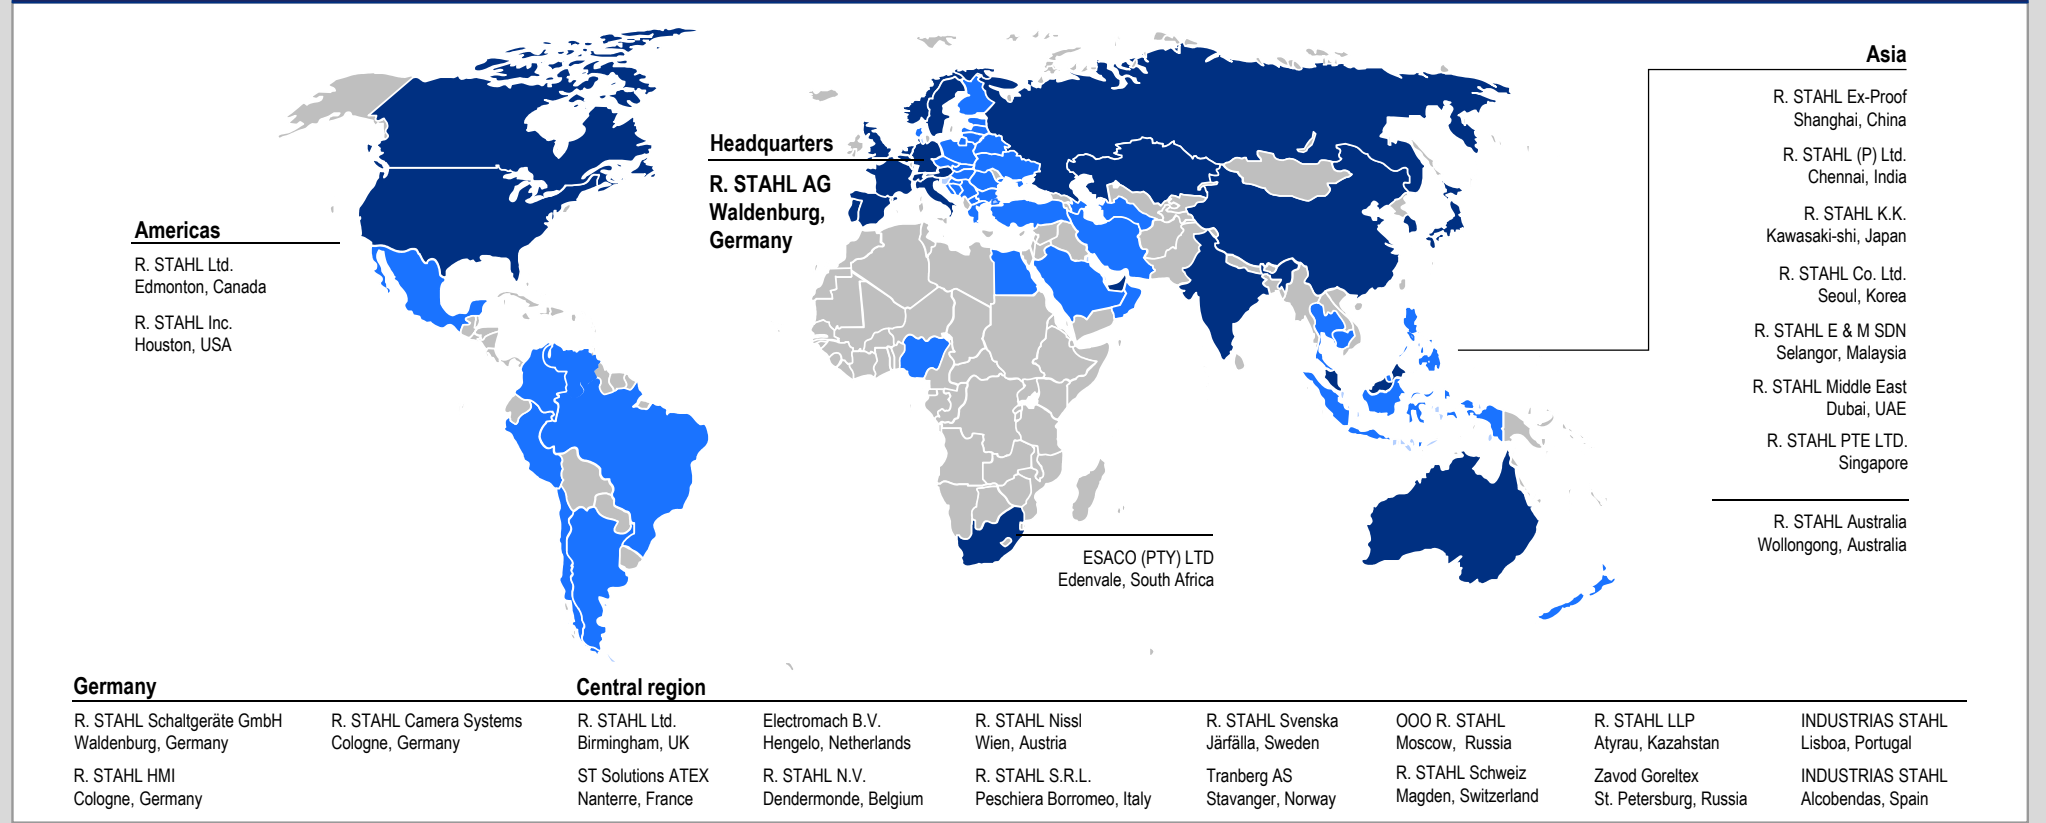 Asia
R. STAHL Ex-Proof
Shanghai, China
R. STAHL (P) Ltd.
Chennai, India
R. STAHL K.K.
Kawasaki-shi, Japan
R. STAHL Co. Ltd.
Seoul, Korea
R. STAHL E & M SDN
Selangor, Malaysia
R. STAHL Middle East
Dubai, UAE
R. STAHL PTE LTD.
Singapore
R. STAHL Australia
Wollongong, Australia
Headquarters
R. STAHL AG
Waldenburg,
Germany
Americas
R. STAHL Ltd.
Edmonton, Canada
R. STAHL Inc.
Houston, USA
ESACO (PTY) LTD
Edenvale, South Africa
Germany
R. STAHL Schaltgeräte GmbH
Waldenburg, Germany
R. STAHL HMI
Cologne, Germany
R. STAHL Camera Systems
Cologne, Germany
Central region
R. STAHL Ltd.
Birmingham, UK
ST Solutions ATEX
Nanterre, France
Electromach B.V.
Hengelo, Netherlands
R. STAHL N.V.
Dendermonde, Belgium
R. STAHL Nissl
Wien, Austria
R. STAHL S.R.L.
Peschiera Borromeo, Italy
R. STAHL Svenska
Järfälla, Sweden
Tranberg AS
Stavanger, Norway
OOO R. STAHL
Moscow, Russia
R. STAHL Schweiz
Magden, Switzerland
R. STAHL LLP
Atyrau, Kazahstan
Zavod Goreltex
St. Petersburg, Russia
INDUSTRIAS STAHL
Lisboa, Portugal
INDUSTRIAS STAHL
Alcobendas, Spain